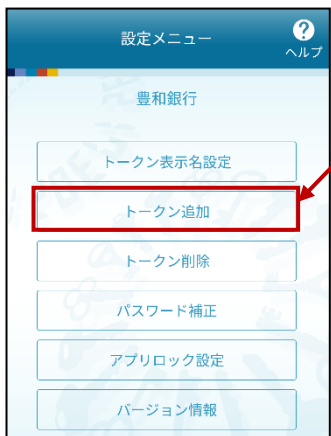 設定メニュー
?
ヘルプ
豊和銀行
トークン表示名設定
トークン追加
トークン削除
パスワード補正
アプリロック設定
バージョン情報